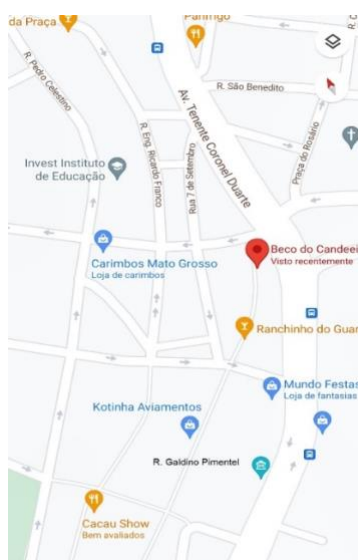 da Praça
Parmigo
R. Pedro Celestino
R. São Benedito
Av. Tenente Coronel Duarte
R. Eng. Ricardo Franco
Rua 7 de Setembro
Praça do Rosário
Invest Instituto
de Educação
Beco do Candeei
Visto recentemente
Carimbos Mato Grosso
Loja de carimbos
Ranchinho do Guar
Mundo Festas
Loja de fantasias
Kotinha Aviamentos
R. Galdino Pimentel
Cacau Show
Bem avaliados